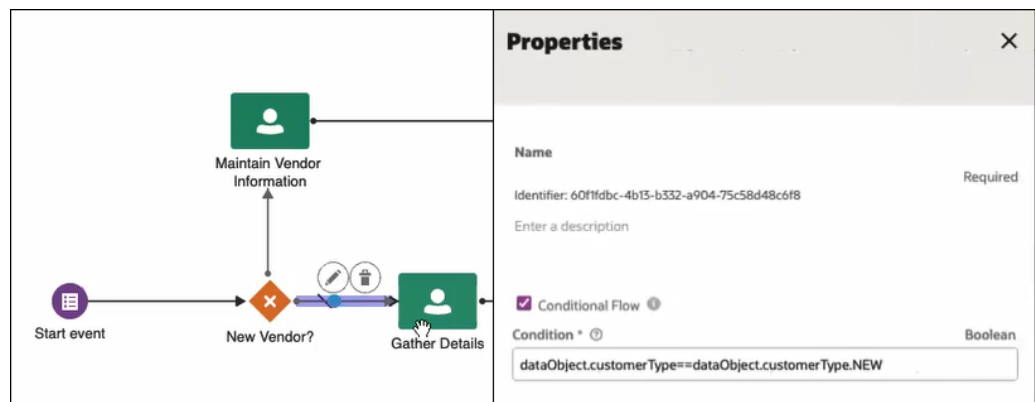 Maintain Vendor
Information
Start event
New Vendor?
Gather Details
Properties
Name
Required
Identifier: 60f1fdbc-4b13-b332-a904-75c58d48c6f8
Enter a description
Conditional Flow
Condition *
Boolean
dataObject.customerType==dataObject.customerType.NEW